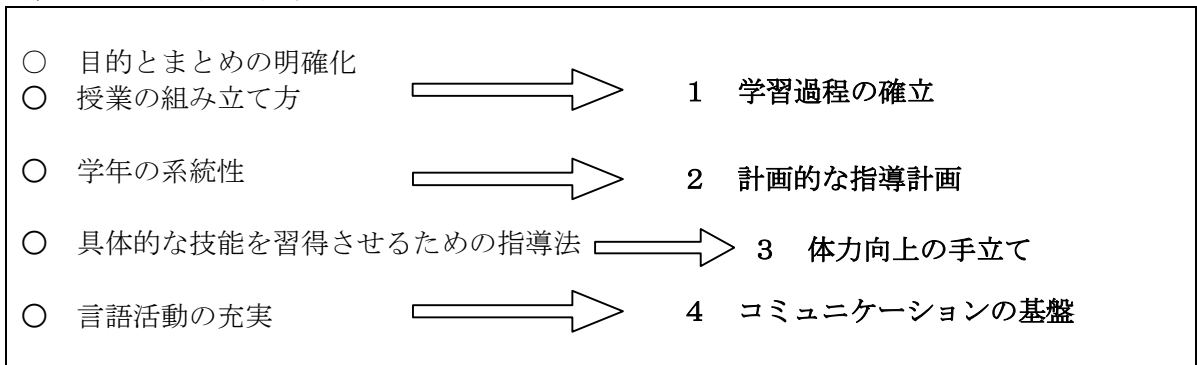 ○ 目的とまとめの明確化
○ 授業の組み立て方
1 学習過程の確立
○ 学年の系統性
2 計画的な指導計画
○ 具体的な技能を習得させるための指導法
3 体力向上の手立て
○ 言語活動の充実
4 コミュニケーションの基盤